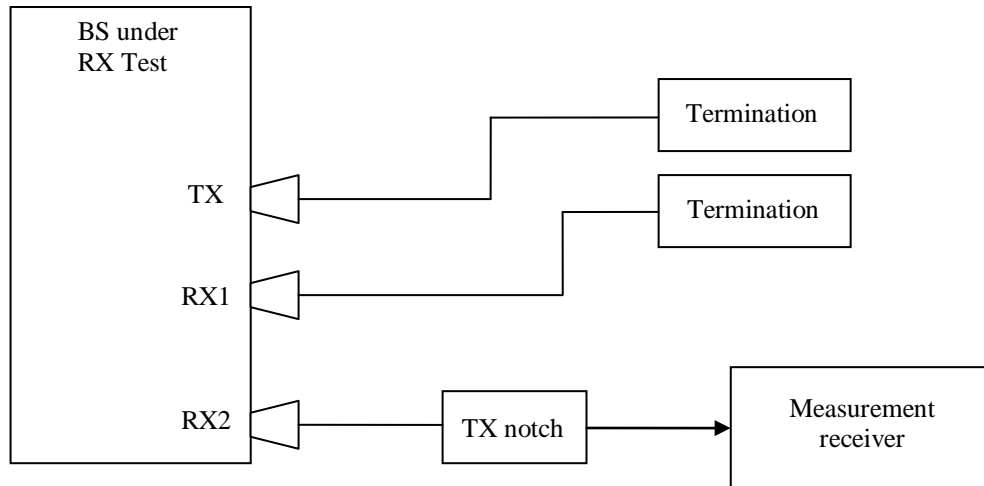 BS under
RX Test
Termination
TX
Termination
RX1
RX2
TX notch
Measurement
receiver